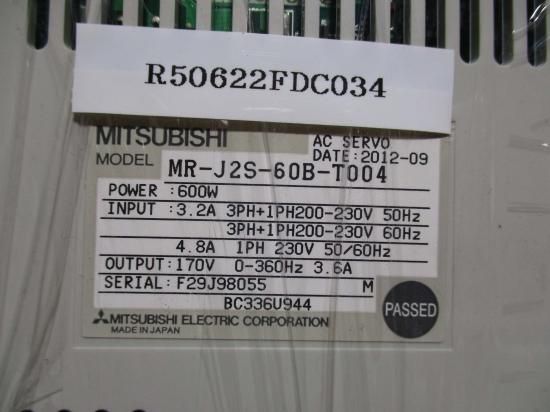 R50622FDC034
MITSUBISHI
AC SERVO
MODEL MR-J2S-60B-T004
DATE:2012-09
POWER :600W
INPUT :3.2A 3PH+1PH200-230V 50Hz
3PH+1PH200-230V 60Hz
4.8A 1PH 230V 50/60Hz
OUTPUT:170V 0-360Hz 3.6A
SERIAL:F29J98055 M
BC336U944
PASSED
MITSUBISHI ELECTRIC CORPORATION
MADE IN JAPAN